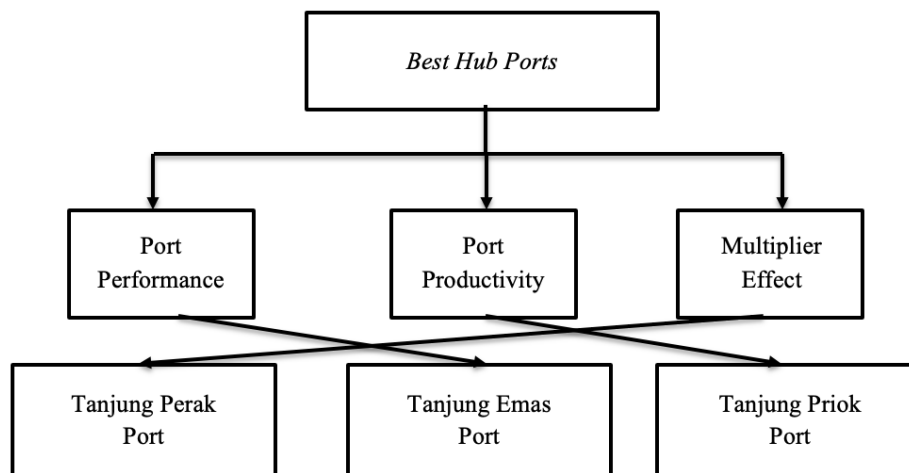 Best Hub Ports
Port
Performance
Port
Productivity
Multiplier
Effect
Tanjung Perak
Port
Tanjung Emas
Port
Tanjung Priok
Port